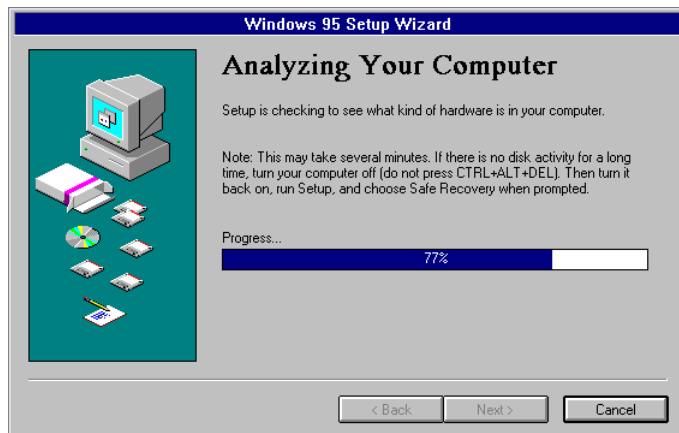 Windows 95 Setup Wizard
Analyzing Your Computer
Setup is checking to see what kind of hardware is in your computer.
Note: This may take several minutes. If there is no disk activity for a long
time, turn your computer off (do not press CTRL+ALT+DEL). Then turn it
back on, run Setup, and choose Safe Recovery when prompted.
Progress...
77%
< Back
Next >
Cancel